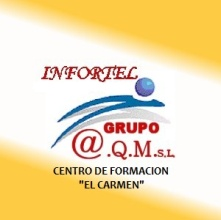 INFORTEL
GRUPO
@.Q.M S.L
CENTRO DE FORMACION
"EL CARMEN"